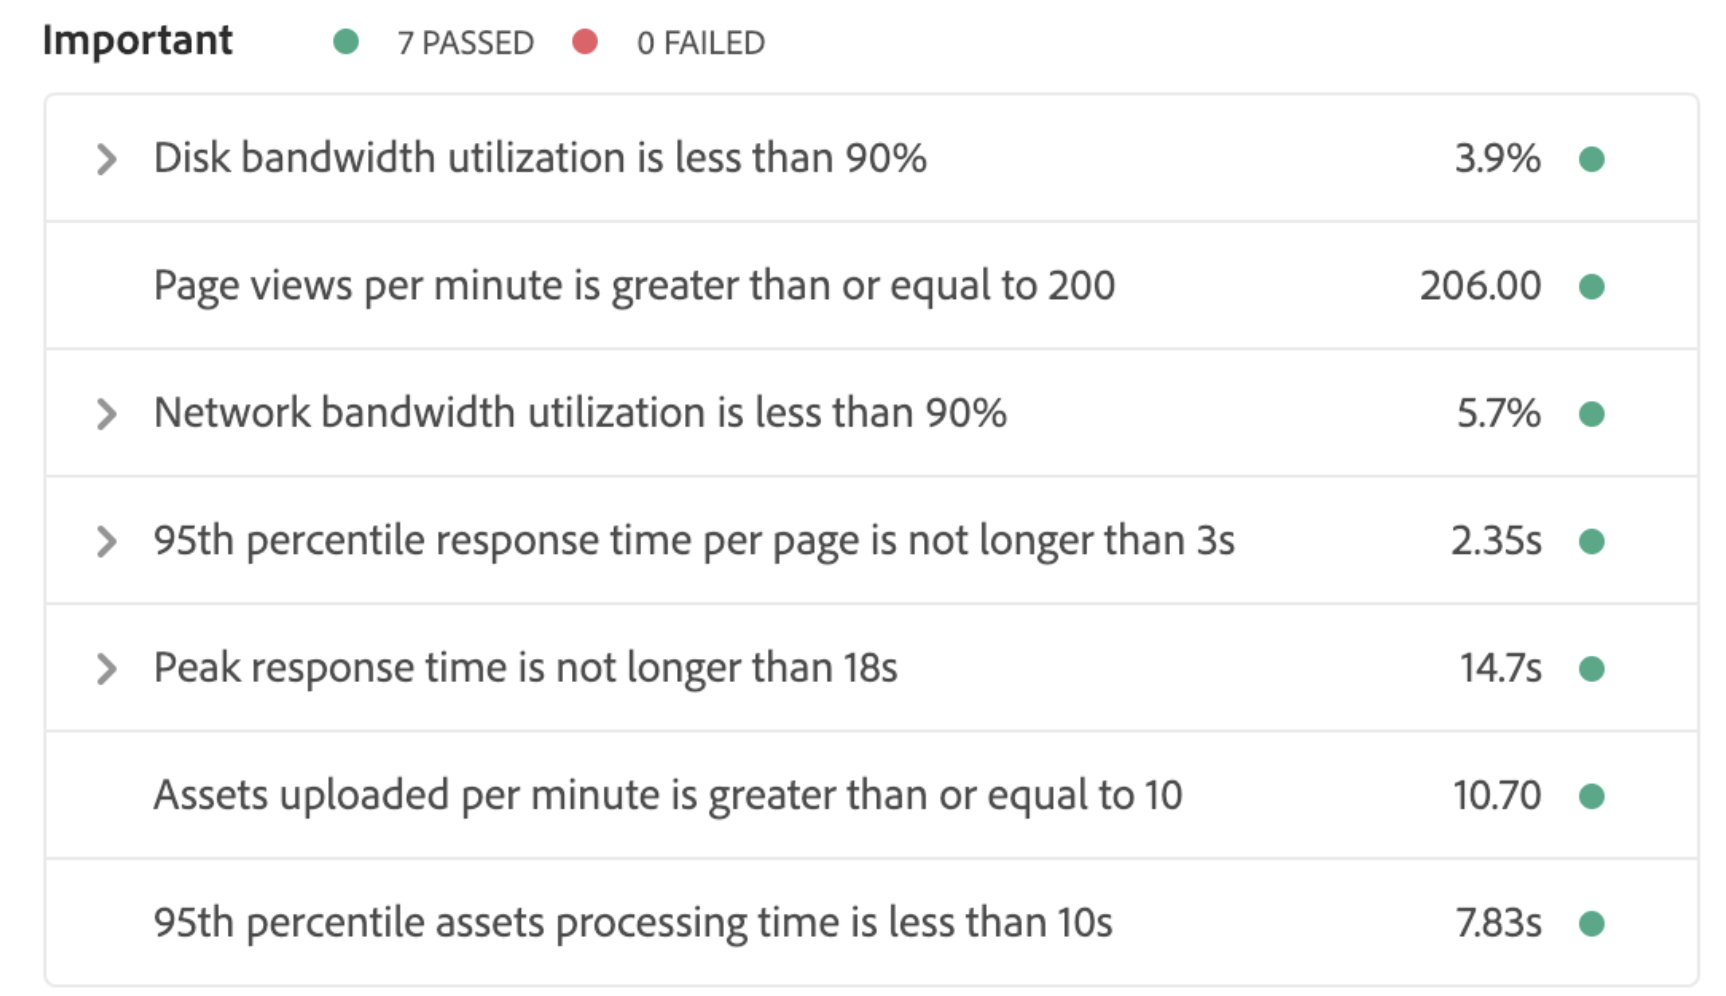 Important 7 PASSED 0 FAILED
Disk bandwidth utilization is less than 90% 3.9%
Page views per minute is greater than or equal to 200 206.00
Network bandwidth utilization is less than 90% 5.7%
95th percentile response time per page is not longer than 3s 2.35s
Peak response time is not longer than 18s 14.7s
Assets uploaded per minute is greater than or equal to 10 10.70
95th percentile assets processing time is less than 10s 7.83s